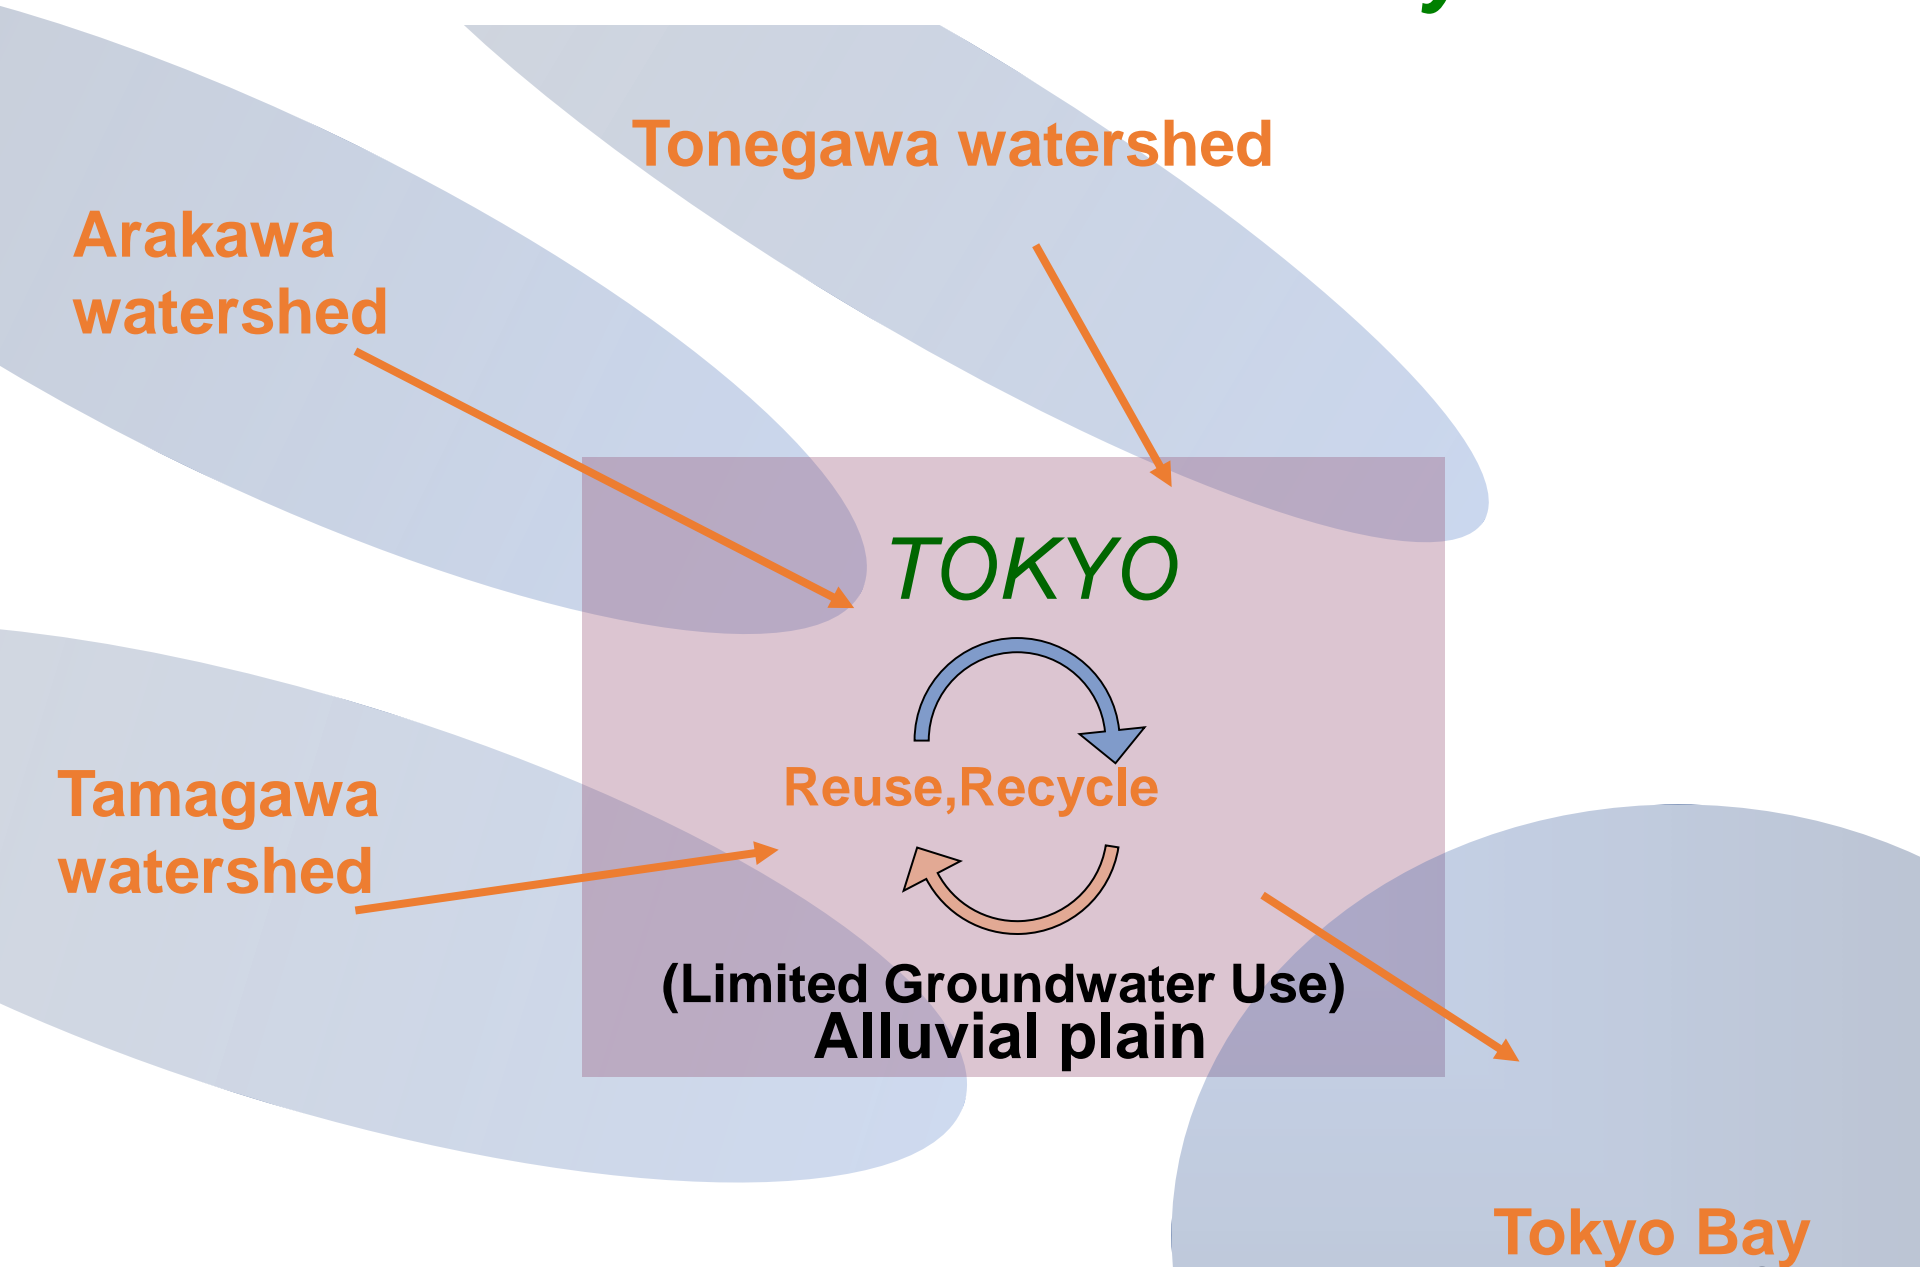 Tonegawa watershed
Arakawa
watershed
TOKYO
Tamagawa
watershed
Reuse,Recycle
(Limited Groundwater Use)
Alluvial plain
Tokyo Bay